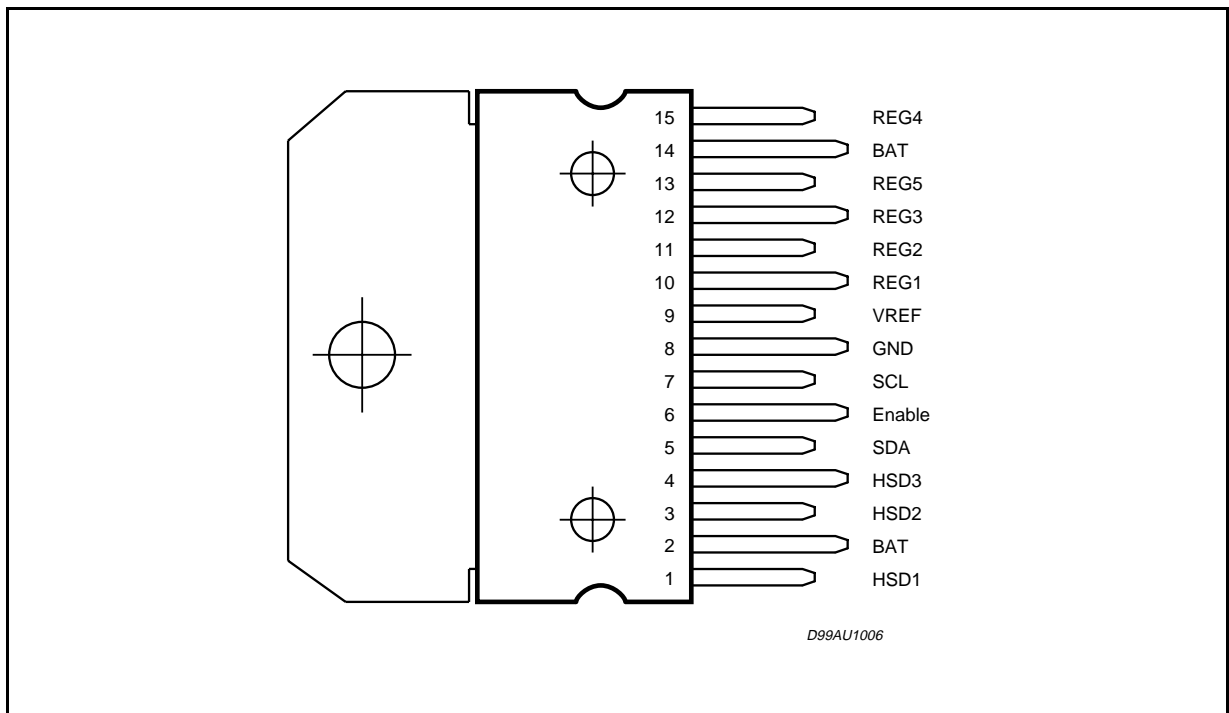 15 REG4
14 BAT
13 REG5
12 REG3
11 REG2
10 REG1
9 VREF
8 GND
7 SCL
6 Enable
5 SDA
4 HSD3
3 HSD2
2 BAT
1 HSD1
D99AU1006